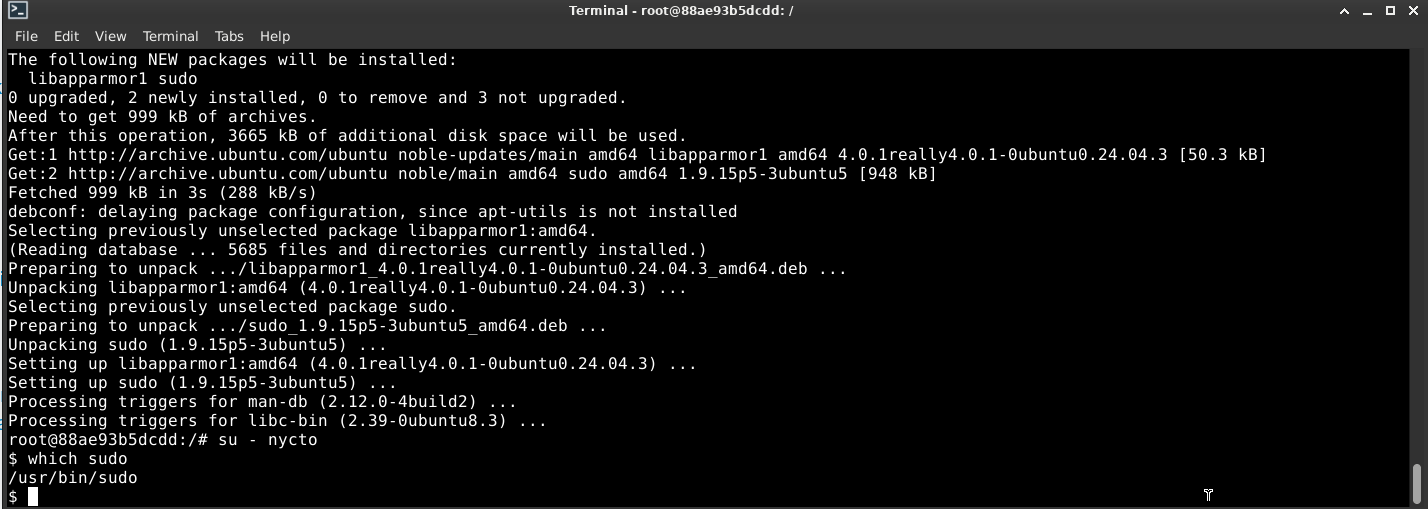 Terminal - root@88ae93b5dcdd: /
File Edit View Terminal Tabs Help
The following NEW packages will be installed:
  libapparmor1 sudo
0 upgraded, 2 newly installed, 0 to remove and 3 not upgraded.
Need to get 999 kB of archives.
After this operation, 3665 kB of additional disk space will be used.
Get:1 http://archive.ubuntu.com/ubuntu noble-updates/main amd64 libapparmor1 amd64 4.0.1really4.0.1-0ubuntu0.24.04.3 [50.3 kB]
Get:2 http://archive.ubuntu.com/ubuntu noble/main amd64 sudo amd64 1.9.15p5-3ubuntu5 [948 kB]
Fetched 999 kB in 3s (288 kB/s)
debconf: delaying package configuration, since apt-utils is not installed
Selecting previously unselected package libapparmor1:amd64.
(Reading database ... 5685 files and directories currently installed.)
Preparing to unpack .../libapparmor1_4.0.1really4.0.1-0ubuntu0.24.04.3_amd64.deb ...
Unpacking libapparmor1:amd64 (4.0.1really4.0.1-0ubuntu0.24.04.3) ...
Selecting previously unselected package sudo.
Preparing to unpack .../sudo_1.9.15p5-3ubuntu5_amd64.deb ...
Unpacking sudo (1.9.15p5-3ubuntu5) ...
Setting up libapparmor1:amd64 (4.0.1really4.0.1-0ubuntu0.24.04.3) ...
Setting up sudo (1.9.15p5-3ubuntu5) ...
Processing triggers for man-db (2.12.0-4build2) ...
Processing triggers for libc-bin (2.39-0ubuntu8.3) ...
root@88ae93b5dcdd:/# su - nycto
$ which sudo
/usr/bin/sudo
$